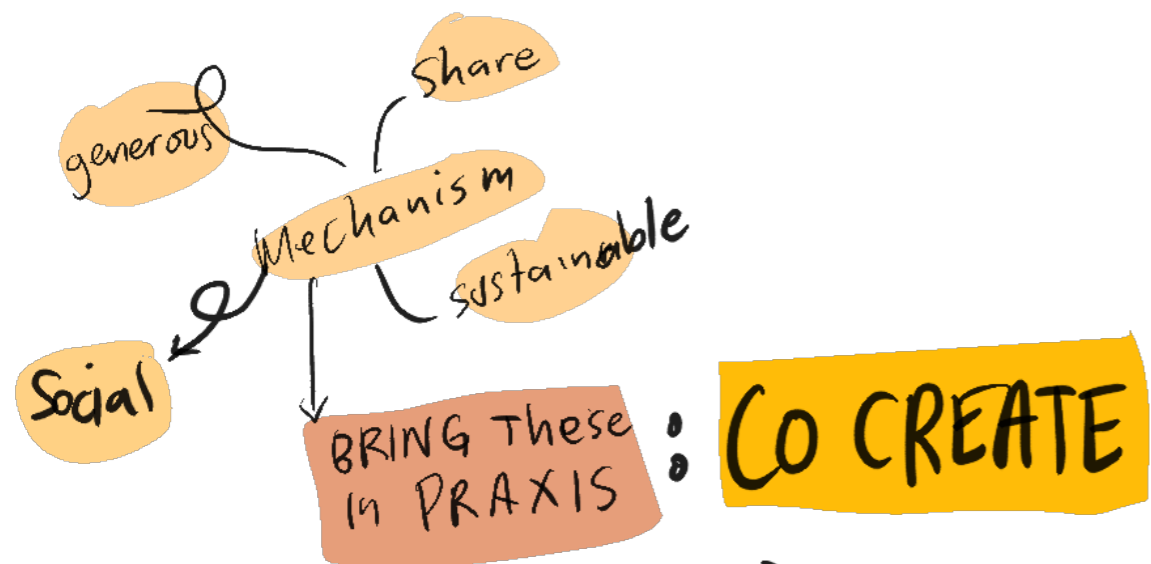 share
generous
Mechanism
sustainable
Social
BRING These
In PRAXIS
: CO CREATE